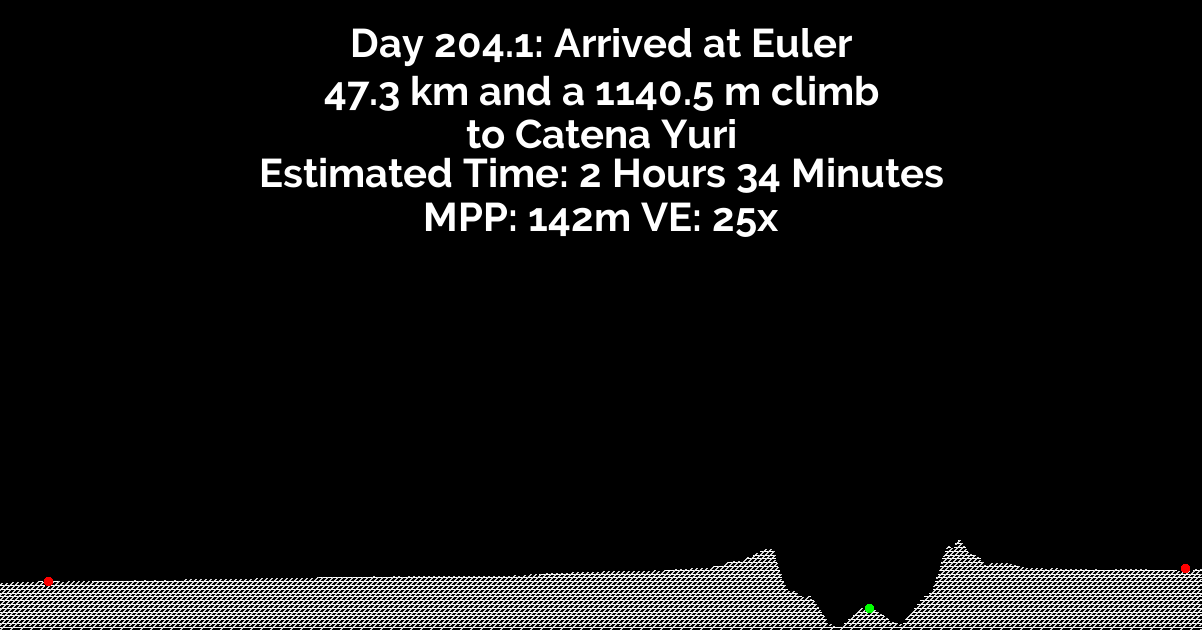 Day 204.1: Arrived at Euler
47.3 km and a 1140.5 m climb
to Catena Yuri
Estimated Time: 2 Hours 34 Minutes
MPP: 142m VE: 25x